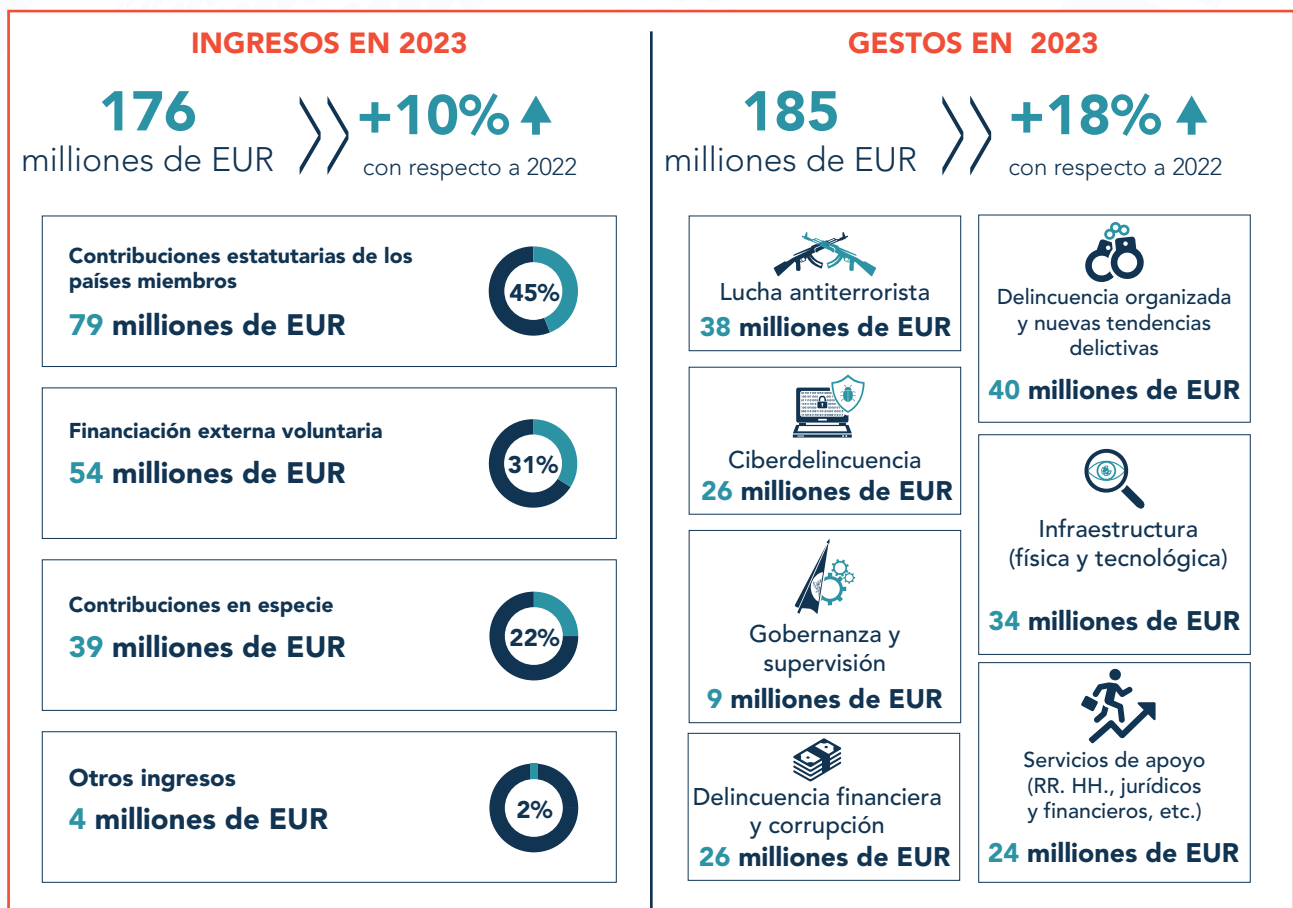 INGRESOS EN 2023
176
milliones de EUR
+10%
con respecto a 2022
Contribuciones estatutarias de los
países miembros
79 milliones de EUR
45%
Financiación externa voluntaria
54 milliones de EUR
31%
Contribuciones en especie
39 milliones de EUR
22%
Otros ingresos
4 milliones de EUR
2%
GESTOS EN 2023
185
milliones de EUR
+18%
con respecto a 2022
Lucha antiterrorista
38 milliones de EUR
Ciberdelincuencia
26 milliones de EUR
Gobernanza y
supervisión
9 milliones de EUR
Delincuencia financiera
y corrupción
26 milliones de EUR
Delincuencia organizada
y nuevas tendencias
delictivas
40 milliones de EUR
Infraestructura
(física y tecnológica)
34 milliones de EUR
Servicios de apoyo
(RR. HH., jurídicos
y financieros, etc.)
24 milliones de EUR